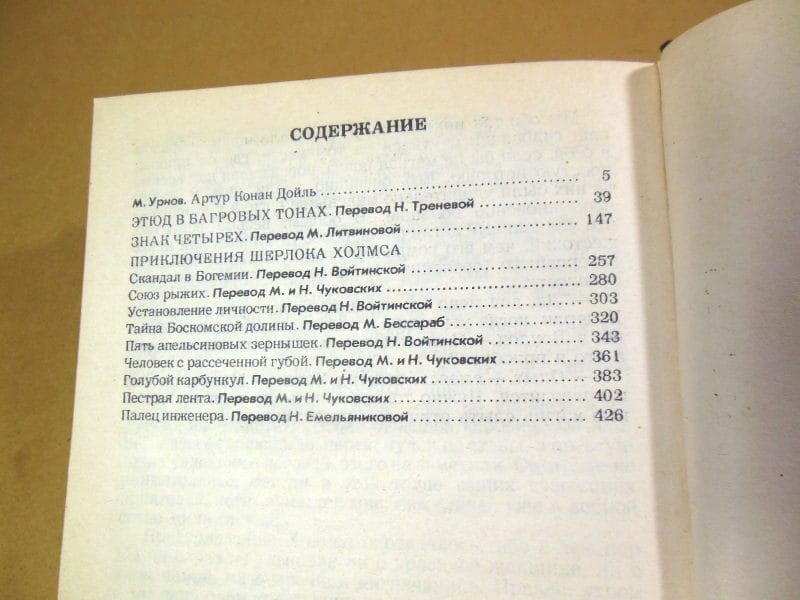 СОДЕРЖАНИЕ
М. Урнов. Артур Конан Дойль ........................ 5
ЭТЮД В БАГРОВЫХ ТОНАХ. Перевод Н. Треневой ........ 39
ЗНАК ЧЕТЫРЕХ. Перевод М. Литвиновой ............... 147
ПРИКЛЮЧЕНИЯ ШЕРЛОКА ХОЛМСА
Скандал в Богемии. Перевод Н. Войтинской ........... 257
Союз рыжих. Перевод М. и Н. Чуковских .............. 280
Установление личности. Перевод Н. Войтинской ....... 303
Тайна Боскомской долины. Перевод М. Бессараб ....... 320
Пять апельсиновых зернышек. Перевод Н. Войтинской .. 343
Человек с рассеченной губой. Перевод М. и Н. Чуковских .. 361
Голубой карбункул. Перевод М. и Н. Чуковских ....... 383
Пестрая лента. Перевод М. и Н. Чуковских ........... 402
Палец инженера. Перевод Н. Емельяниковой ........... 426